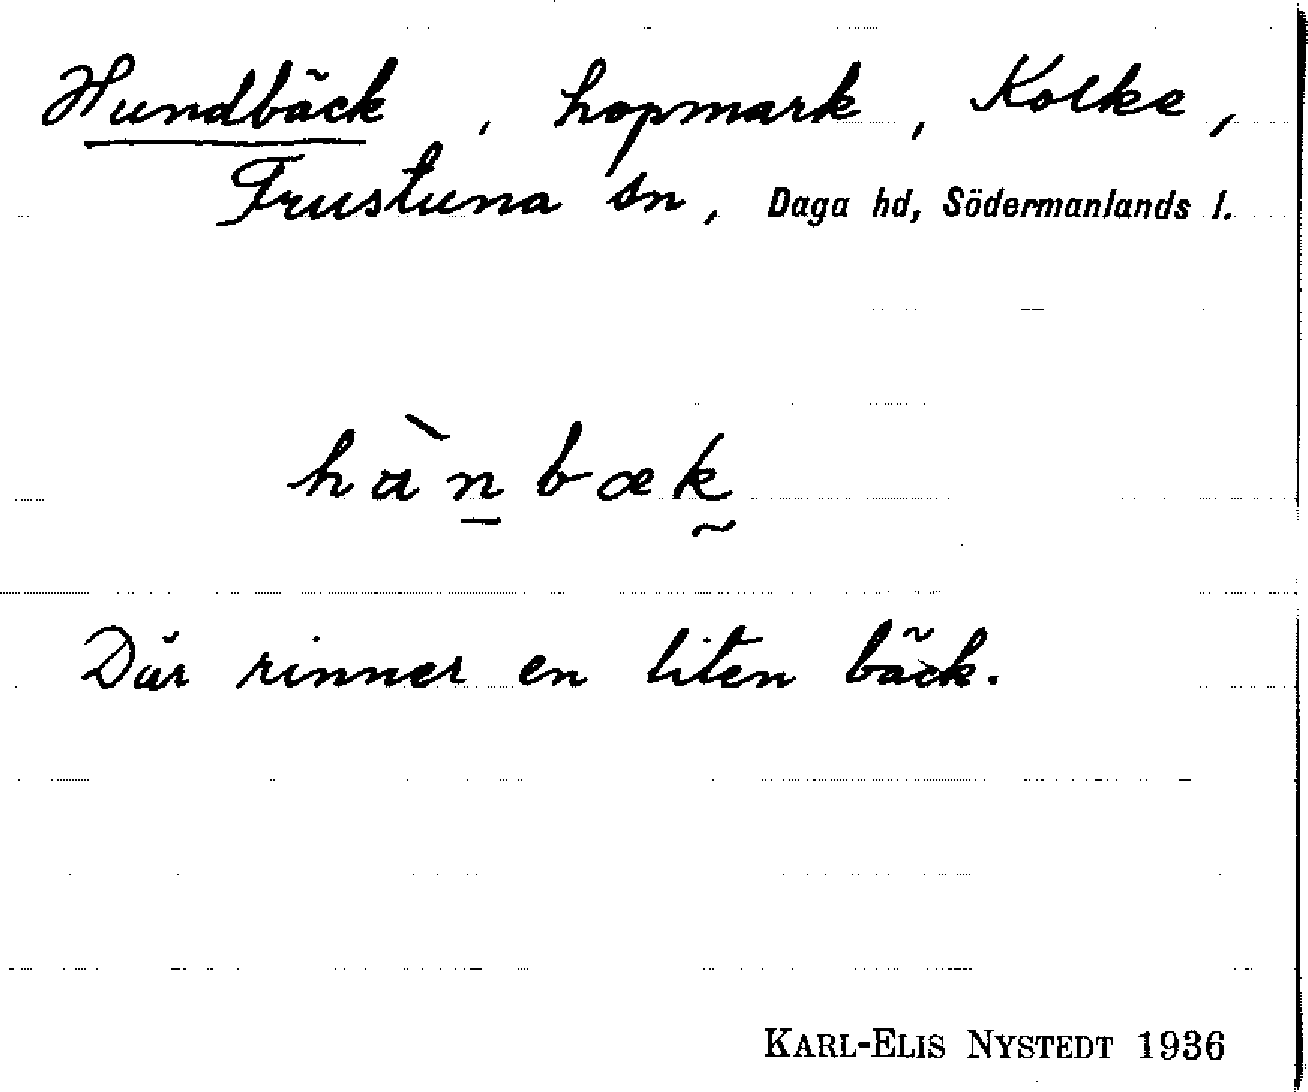 Hundbäck, hopmark, Kolke,
Frustuna sn, Daga hd, Södermanlands l.
hànbæk
Där rinner en liten bäck.
KARL-ELIS NYSTEDT 1936